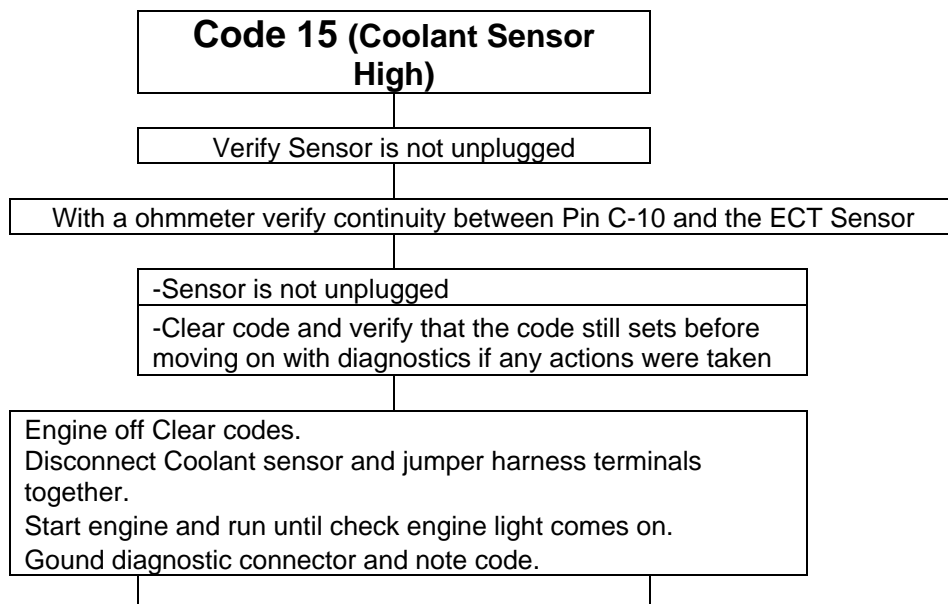 Code 15 (Coolant Sensor
High)
Verify Sensor is not unplugged
With a ohmmeter verify continuity between Pin C-10 and the ECT Sensor
-Sensor is not unplugged
-Clear code and verify that the code still sets before
moving on with diagnostics if any actions were taken
Engine off Clear codes.
Disconnect Coolant sensor and jumper harness terminals
together.
Start engine and run until check engine light comes on.
Gound diagnostic connector and note code.